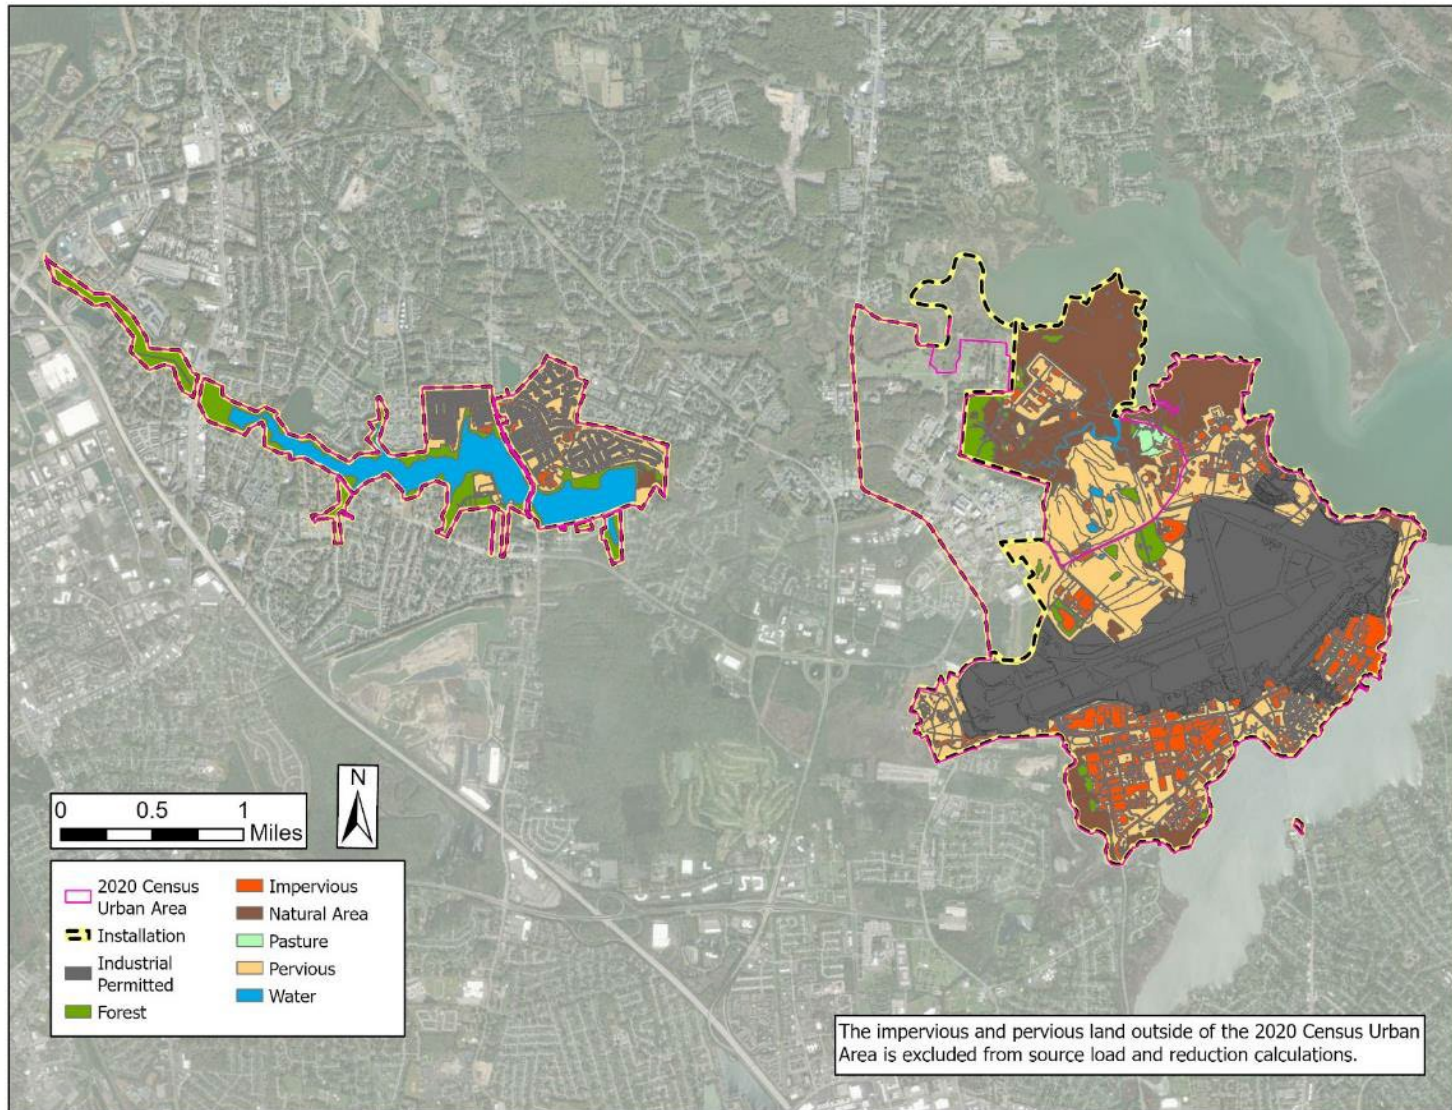 N
0 0.5 1
Miles
2020 Census
Urban Area
Installation
Industrial
Permitted
Forest
Impervious
Natural Area
Pasture
Pervious
Water
The impervious and pervious land outside of the 2020 Census Urban
Area is excluded from source load and reduction calculations.